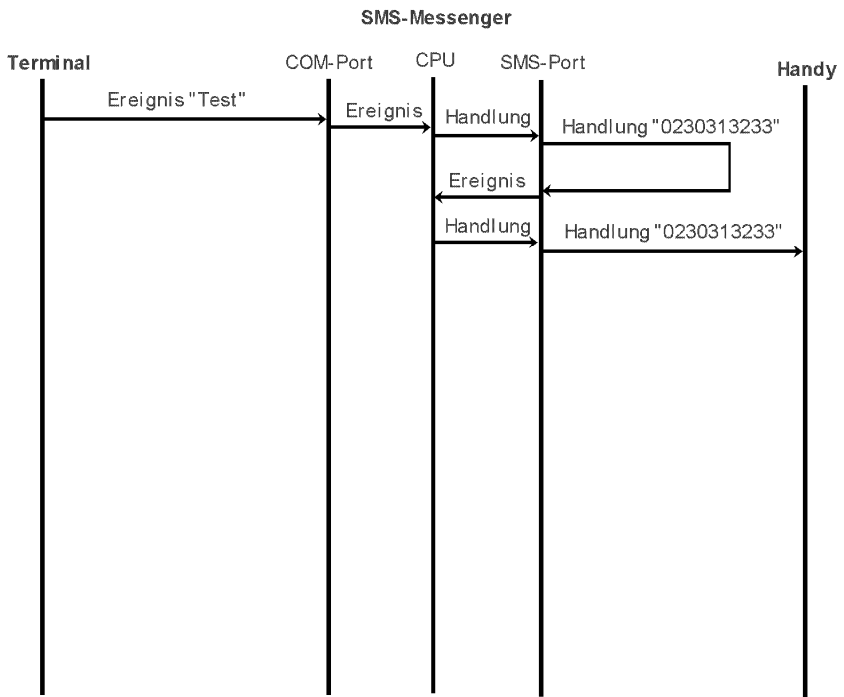 SMS-Messenger
Terminal
COM-Port
CPU
SMS-Port
Handy
Ereignis "Test"
Ereignis
Handlung
Handlung "0230313233"
Ereignis
Handlung
Handlung "0230313233"